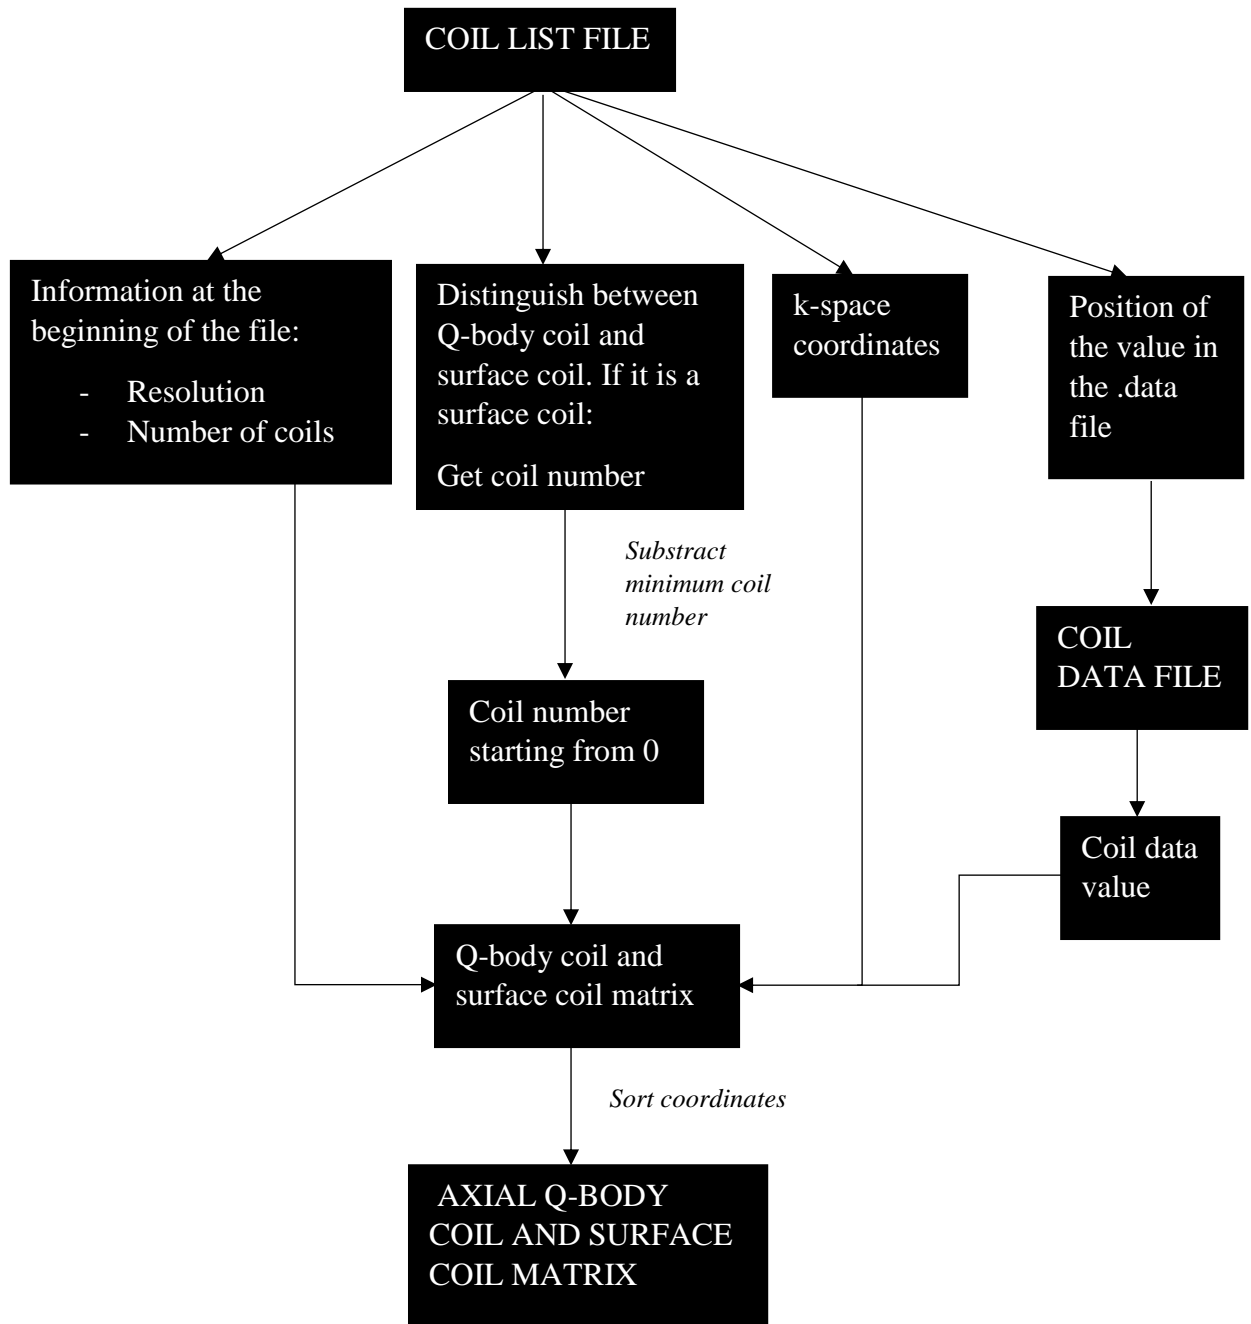 COIL LIST FILE
Information at the
beginning of the file:
- Resolution
- Number of coils
Distinguish between
Q-body coil and
surface coil. If it is a
surface coil:
Get coil number
k-space
coordinates
Position of
the value in
the .data
file
Substract
minimum coil
number
COIL
DATA FILE
Coil number
starting from 0
Coil data
value
Q-body coil and
surface coil matrix
Sort coordinates
AXIAL Q-BODY
COIL AND SURFACE
COIL MATRIX